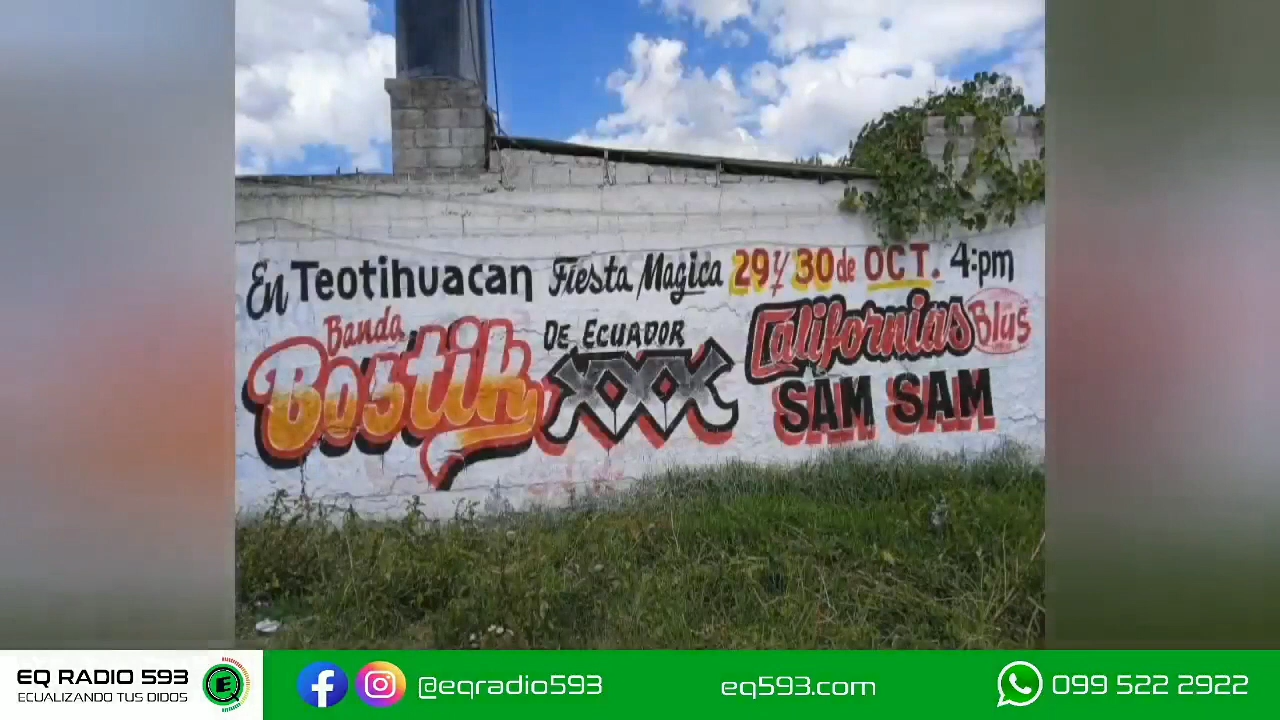 En Teotihuacan Fiesta Magica 29 y 30 de OCT. 4:pm
Banda Bostik
DE ECUADOR
XXX
Californias Blus
SAM SAM
EQ RADIO 593
ECUALIZANDO TUS OIDOS
@eqradio593
eq593.com
099 522 2922